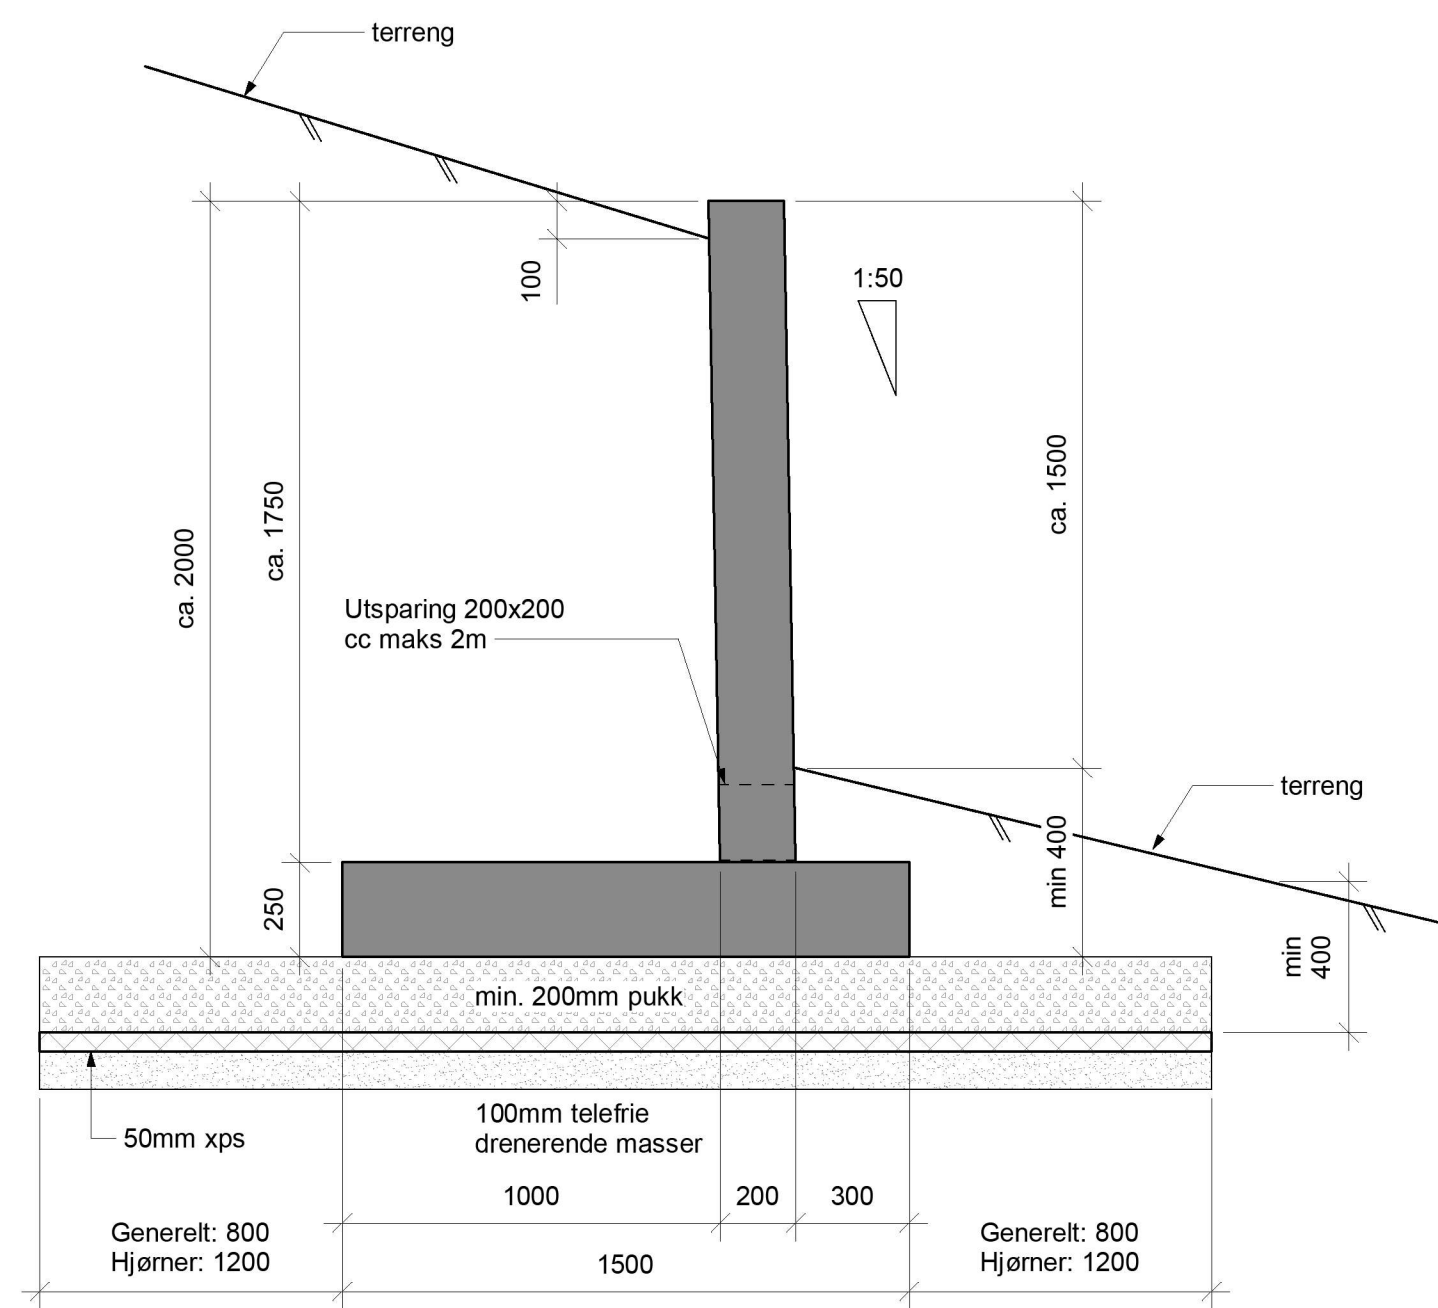 terreng
100
1:50
ca. 2000
ca. 1750
ca. 1500
Utsparing 200x200
cc maks 2m
terreng
250
min 400
min
400
min. 200mm pukk
50mm xps
100mm telefrie
drenerende masser
1000
200
300
Generelt: 800
Hjørner: 1200
1500
Generelt: 800
Hjørner: 1200